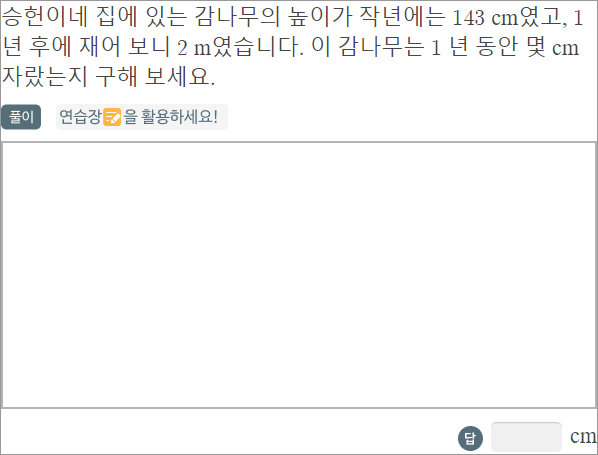 승헌이네 집에 있는 감나무의 높이가 작년에는 143 cm였고, 1
년 후에 재어 보니 2 m였습니다. 이 감나무는 1 년 동안 몇 cm
자랐는지 구해 보세요.
풀이 연습장을 활용하세요!
답 cm